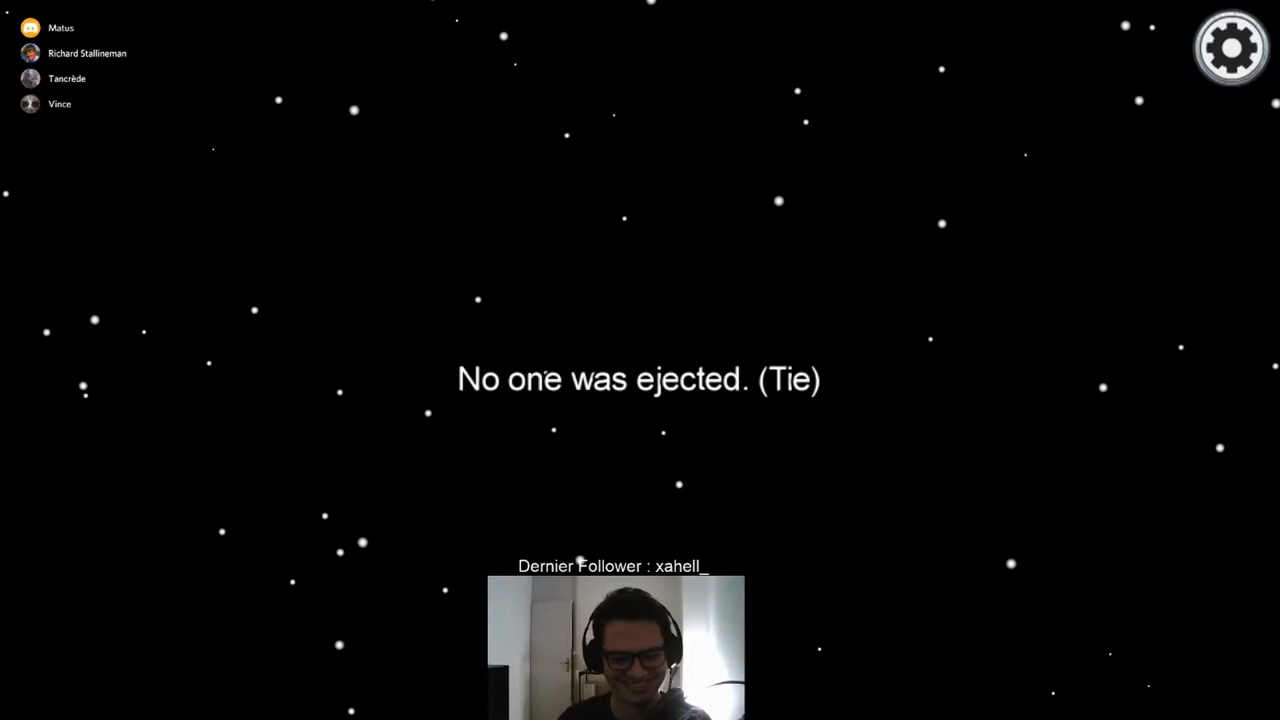 Matus
Richard Stallineman
Tancrède
Vince
No one was ejected. (Tie)
Dernier Follower : xahell_